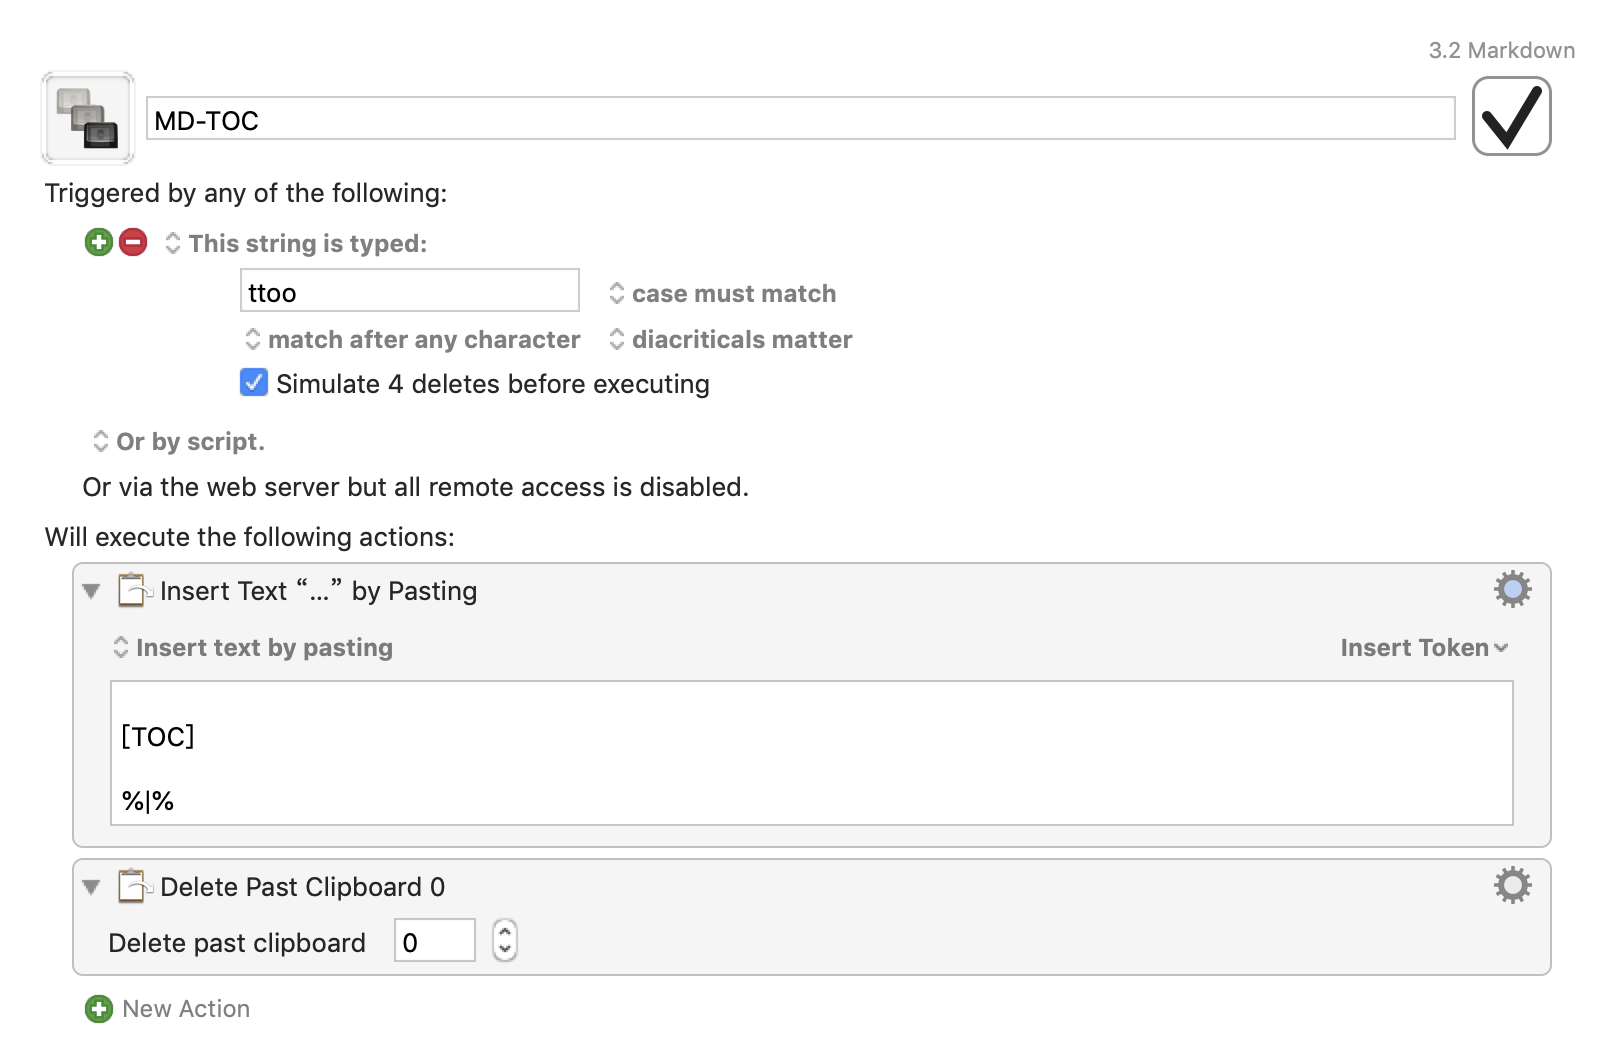 3.2 Markdown
MD-TOC
Triggered by any of the following:
This string is typed:
ttoo
case must match
match after any character
diacriticals matter
Simulate 4 deletes before executing
Or by script.
Or via the web server but all remote access is disabled.
Will execute the following actions:
Insert Text “...” by Pasting
Insert text by pasting
Insert Token
[TOC]
%|%
Delete Past Clipboard 0
Delete past clipboard
0
New Action